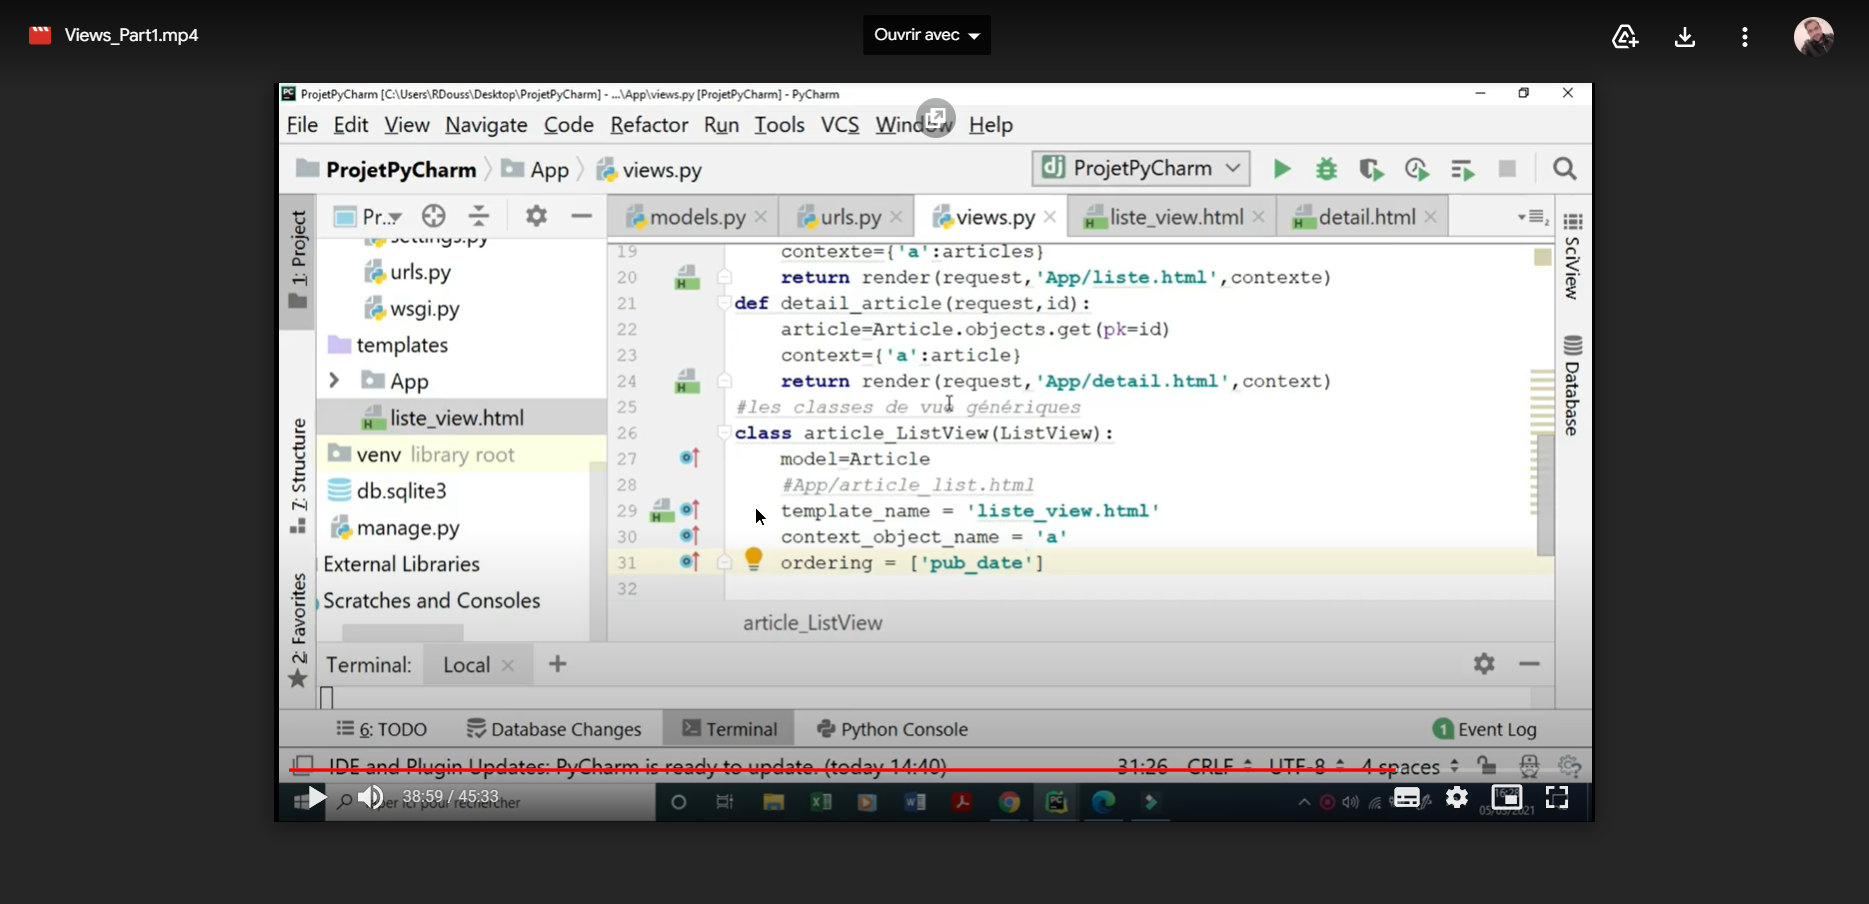 Views_Part1.mp4
Ouvrir avec
ProjetPyCharm [C:\Users\RDouss\Desktop\ProjetPyCharm] - ...\App\views.py [ProjetPyCharm] - PyCharm
File Edit View Navigate Code Refactor Run Tools VCS Window Help
ProjetPyCharm App views.py
ProjetPyCharm
1: Project
Pr...
models.py urls.py views.py liste_view.html detail.html
settings.py
urls.py
wsgi.py
templates
App
liste_view.html
venv library root
db.sqlite3
manage.py
External Libraries
Scratches and Consoles
7: Structure
2: Favorites
19 contexte={'a':articles}
20 return render(request,'App/liste.html',contexte)
21 def detail_article(request,id):
22 article=Article.objects.get(pk=id)
23 context={'a':article}
24 return render(request,'App/detail.html',context)
25 #les classes de vue génériques
26 class article_ListView(ListView):
27 model=Article
28 #App/article_list.html
29 template_name = 'liste_view.html'
30 context_object_name = 'a'
31 ordering = ['pub_date']
32
article_ListView
SciView
Database
Terminal: Local
6: TODO Database Changes Terminal Python Console 1 Event Log
IDE and Plugin Updates: PyCharm is ready to update. (today 14:40) 31:26 CRLF UTF-8 4 spaces
38:59 / 45:33
per ici pour rechercher